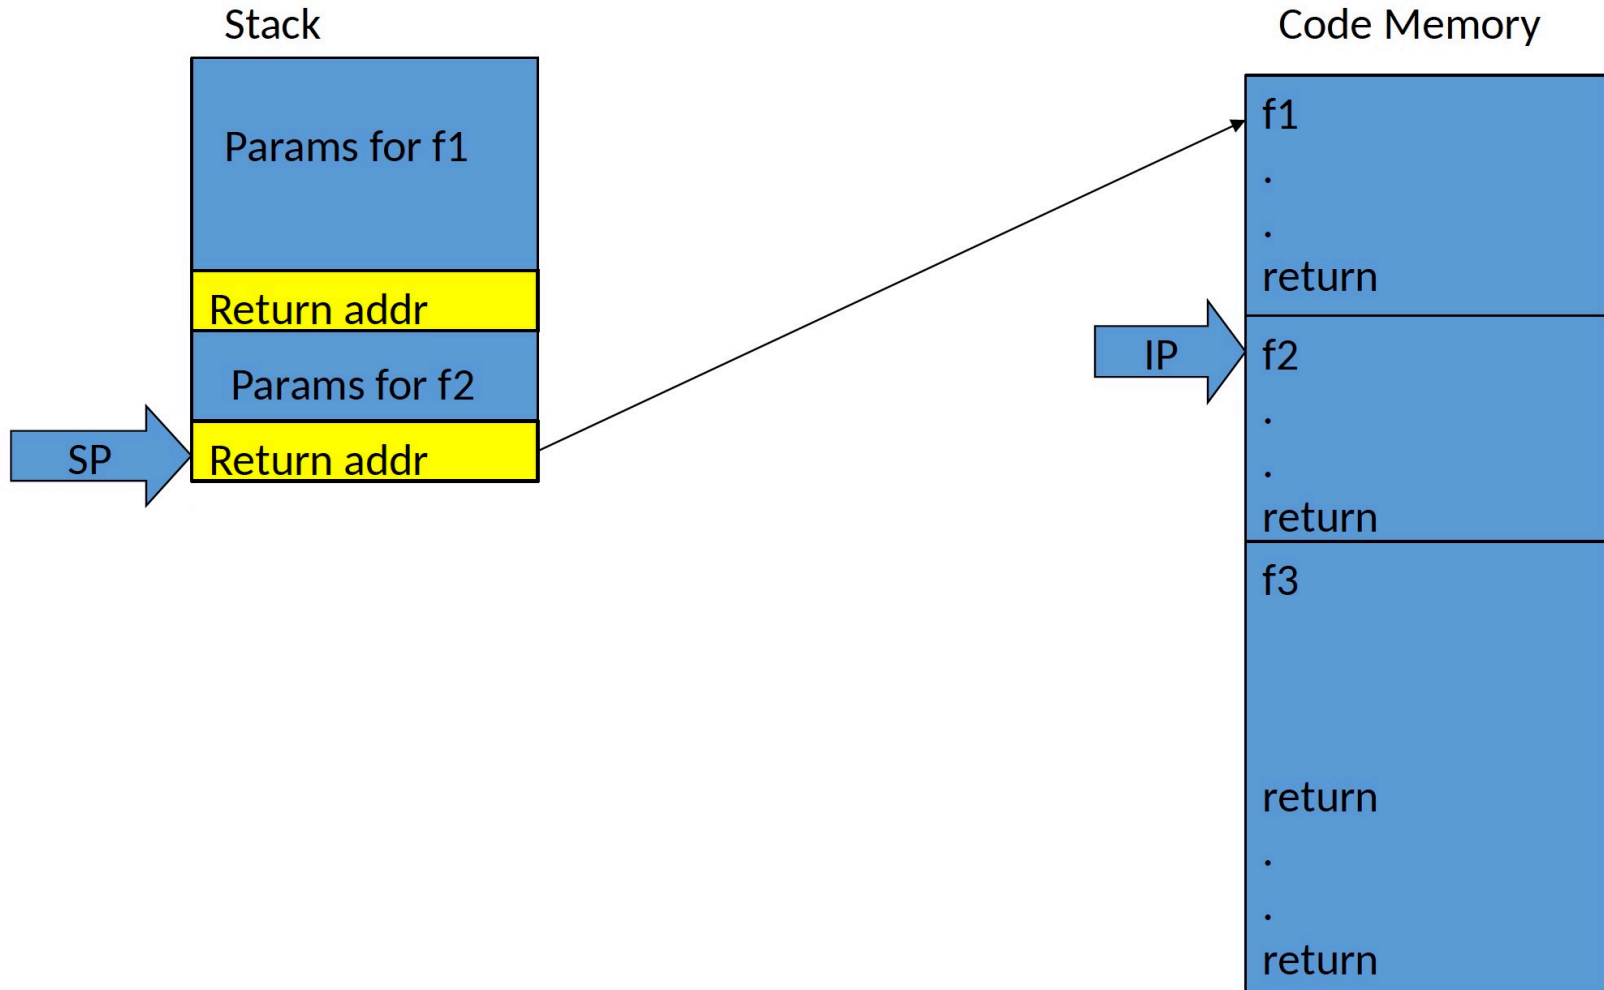 Stack
Params for f1
Return addr
Params for f2
SP
Return addr
Code Memory
f1
.
.
return
IP
f2
.
.
return
f3
return
.
.
return